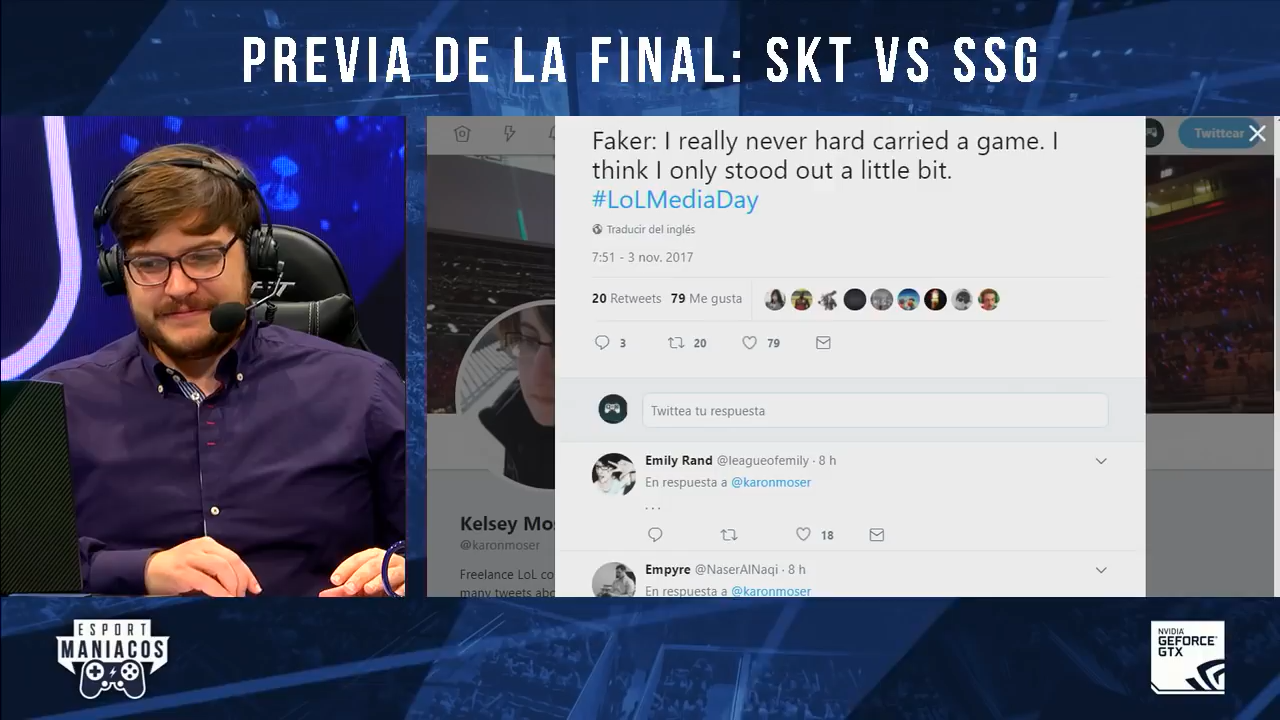 PREVIA DE LA FINAL: SKT VS SSG
Twittear
Faker: I really never hard carried a game. I
think I only stood out a little bit.
#LoLMediaDay
Traducir del inglés
7:51 - 3 nov. 2017
20 Retweets 79 Me gusta
3 20 79
Twittea tu respuesta
Emily Rand @leagueofemily · 8 h
En respuesta a @karonmoser
. . .
18
Empyre @NaserAlNaqi · 8 h
En respuesta a @karonmoser
Kelsey Mos
@karonmoser
Freelance LoL co
many tweets abo
ESPORT
MANIACOS
NVIDIA
GEFORCE
GTX